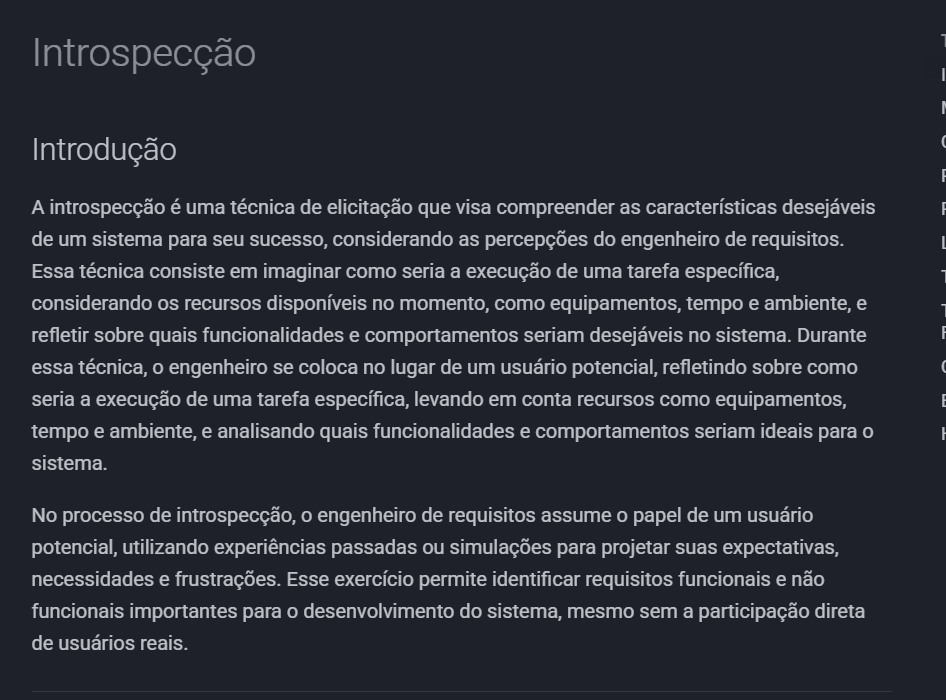 Introspecção
Introdução
A introspecção é uma técnica de elicitação que visa compreender as características desejáveis
de um sistema para seu sucesso, considerando as percepções do engenheiro de requisitos.
Essa técnica consiste em imaginar como seria a execução de uma tarefa específica,
considerando os recursos disponíveis no momento, como equipamentos, tempo e ambiente, e
refletir sobre quais funcionalidades e comportamentos seriam desejáveis no sistema. Durante
essa técnica, o engenheiro se coloca no lugar de um usuário potencial, refletindo sobre como
seria a execução de uma tarefa específica, levando em conta recursos como equipamentos,
tempo e ambiente, e analisando quais funcionalidades e comportamentos seriam ideais para o
sistema.
No processo de introspecção, o engenheiro de requisitos assume o papel de um usuário
potencial, utilizando experiências passadas ou simulações para projetar suas expectativas,
necessidades e frustrações. Esse exercício permite identificar requisitos funcionais e não
funcionais importantes para o desenvolvimento do sistema, mesmo sem a participação direta
de usuários reais.